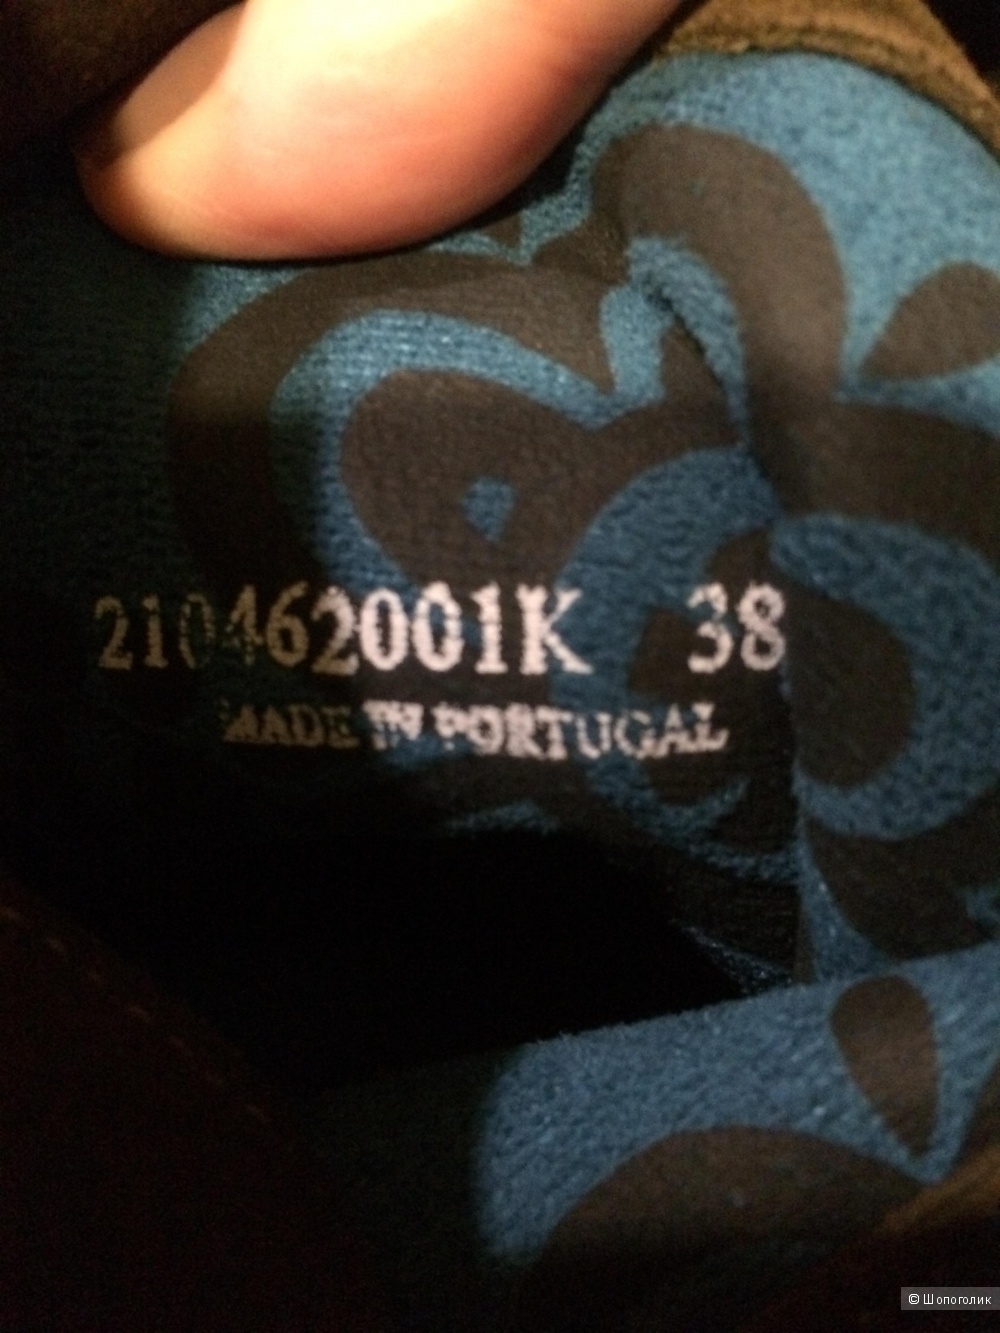 210462001K 38
MADE IN PORTUGAL
© Шопоголик